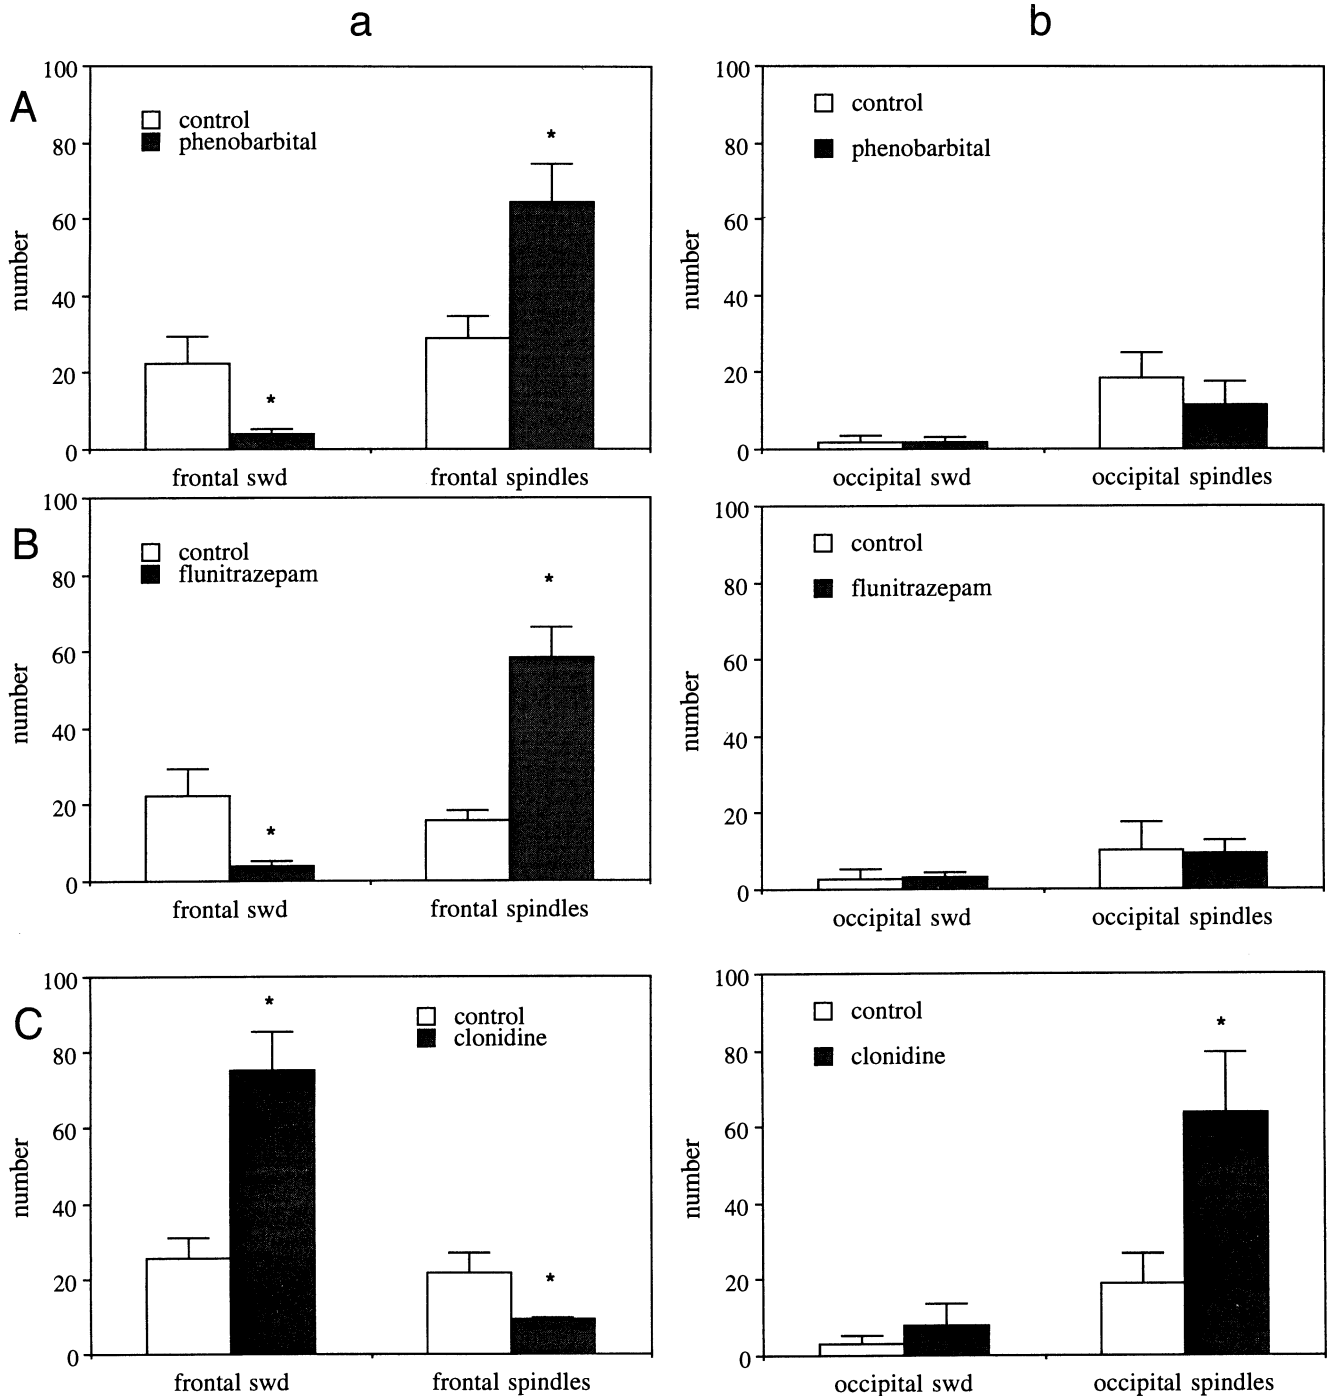 a
b
A
100
80
60
40
20
0
number
control
phenobarbital
*
*
frontal swd
frontal spindles
100
80
60
40
20
0
number
control
phenobarbital
occipital swd
occipital spindles
B
100
80
60
40
20
0
number
control
flunitrazepam
*
*
frontal swd
frontal spindles
100
80
60
40
20
0
number
control
flunitrazepam
occipital swd
occipital spindles
C
100
80
60
40
20
0
number
control
clonidine
*
*
frontal swd
frontal spindles
100
80
60
40
20
0
number
control
clonidine
*
occipital swd
occipital spindles